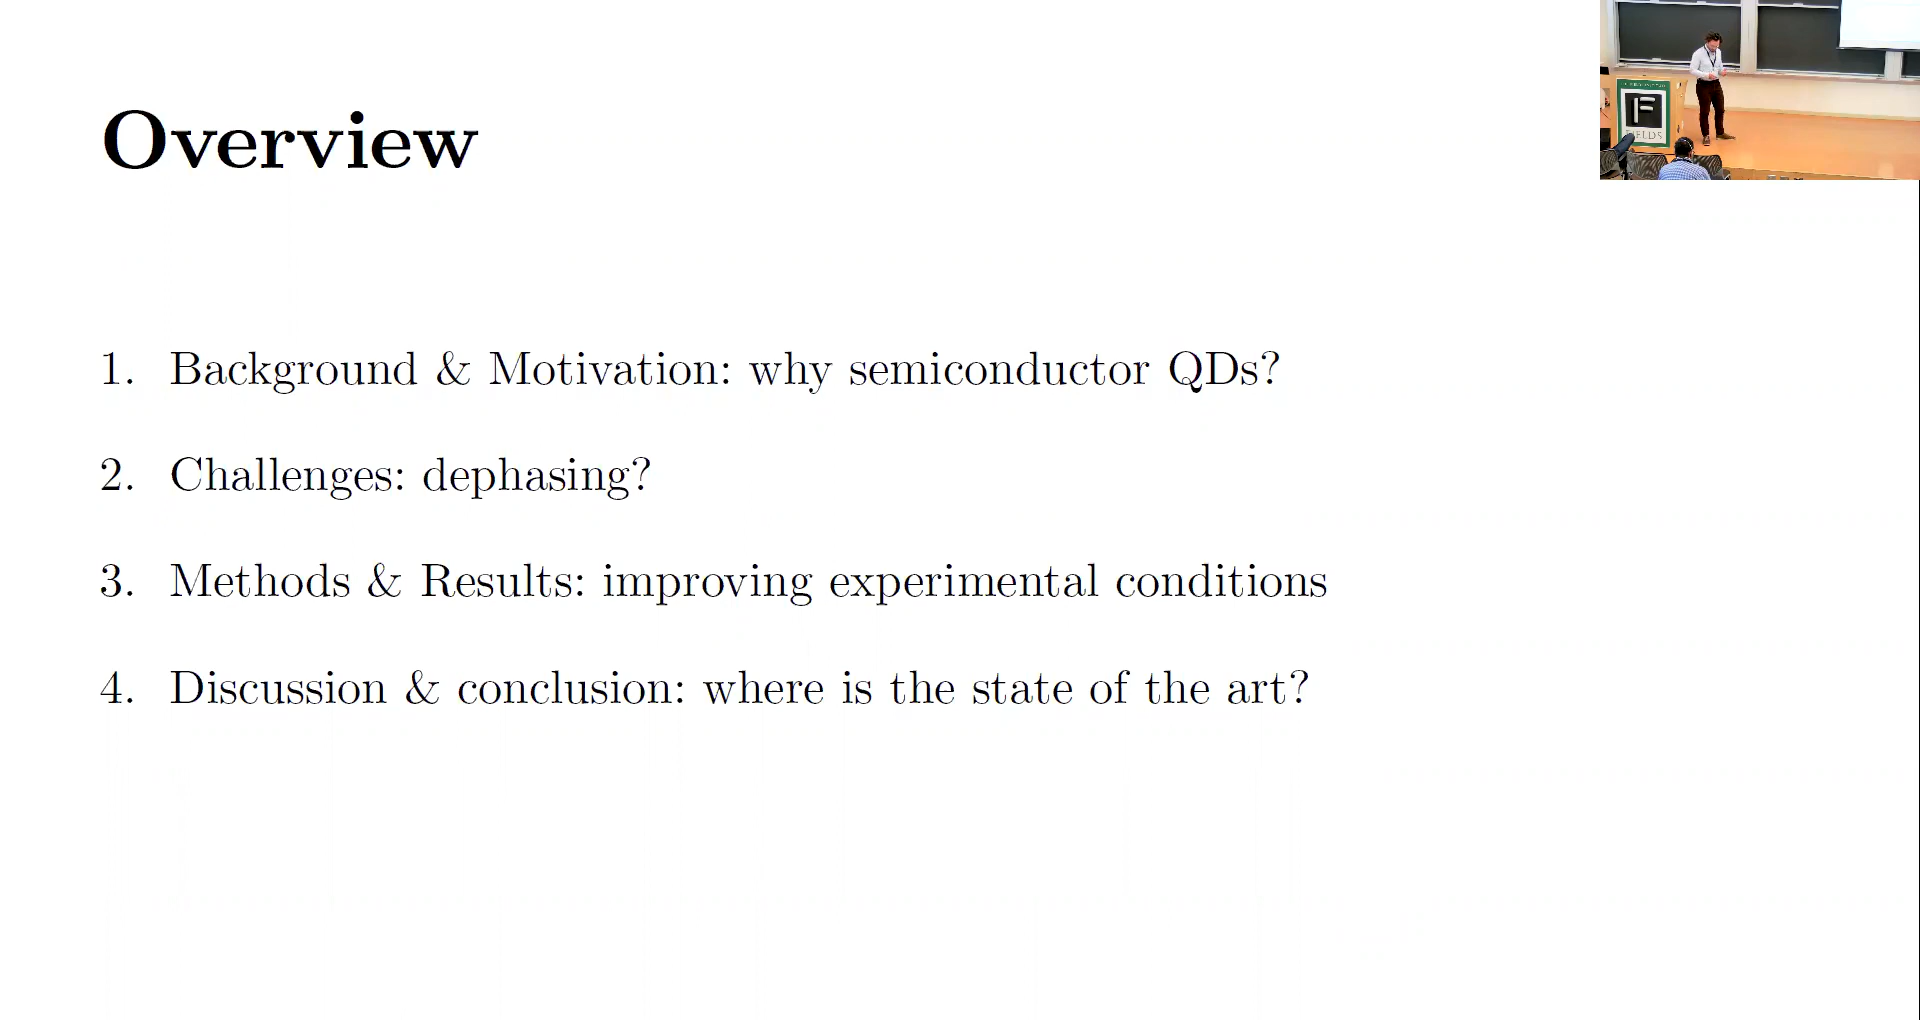 Overview
1. Background & Motivation: why semiconductor QDs?
2. Challenges: dephasing?
3. Methods & Results: improving experimental conditions
4. Discussion & conclusion: where is the state of the art?
F
FIELDS